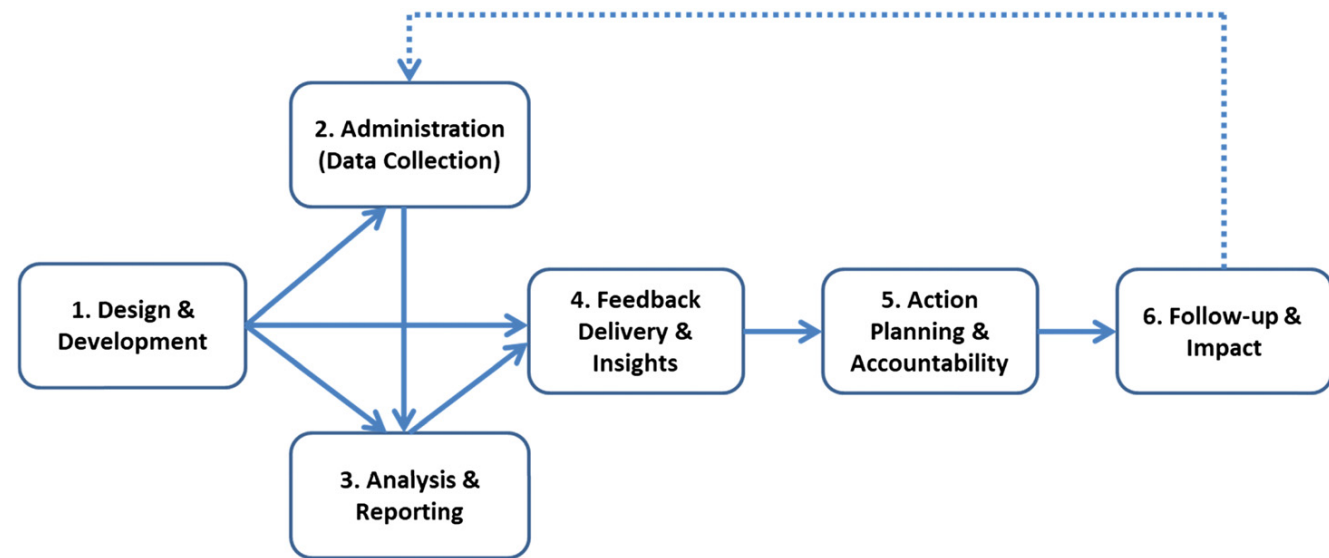 1. Design &
Development
2. Administration
(Data Collection)
3. Analysis &
Reporting
4. Feedback
Delivery &
Insights
5. Action
Planning &
Accountability
6. Follow-up &
Impact